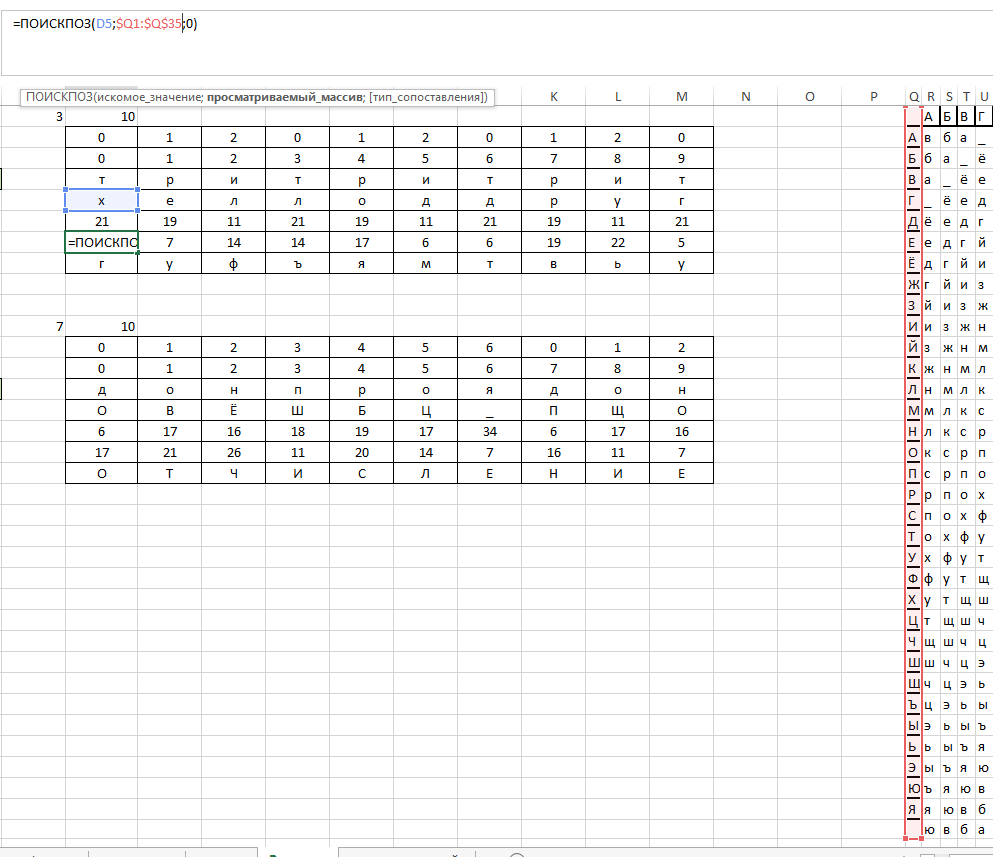 =ПОИСКПОЗ(D5;$Q1:$Q$35;0)
ПОИСКПОЗ(искомое_значение; просматриваемый_массив; [тип_сопоставления])
K L M N O P Q R S T U
3 10 А Б В Г
0 1 2 0 1 2 0 1 2 0 А в б а _
0 1 2 3 4 5 6 7 8 9 Б б а _ ё
т р и т р и т р и т В а _ ё е
х е л л о д д р у г Г _ ё е д
21 19 11 21 19 11 21 19 11 21 Д ё е д г
=ПОИСКПО 7 14 14 17 6 6 19 22 5 Е е д г й
г у ф ъ я м т в ь у Ё д г й и
Ж г й и з
З й и з ж
7 10 И и з ж н
0 1 2 3 4 5 6 0 1 2 Й з ж н м
0 1 2 3 4 5 6 7 8 9 К ж н м л
д о н п р о я д о н Л н м л к
О В Ё Ш Б Ц _ П Щ О М м л к с
6 17 16 18 19 17 34 6 17 16 Н л к с р
17 21 26 11 20 14 7 16 11 7 О к с р п
О Т Ч И С Л Е Н И Е П с р п о
Р р п о х
С п о х ф
Т о х ф у
У х ф у т
Ф ф у т щ
Х у т щ ш
Ц т щ ш ч
Ч щ ш ч ц
Ш ш ч ц э
Щ ч ц э ь
Ъ ц э ь ы
Ы э ь ы ъ
Ь ь ы ъ я
Э ы ъ я ю
Ю ъ я ю в
Я я ю в б
ю в б а